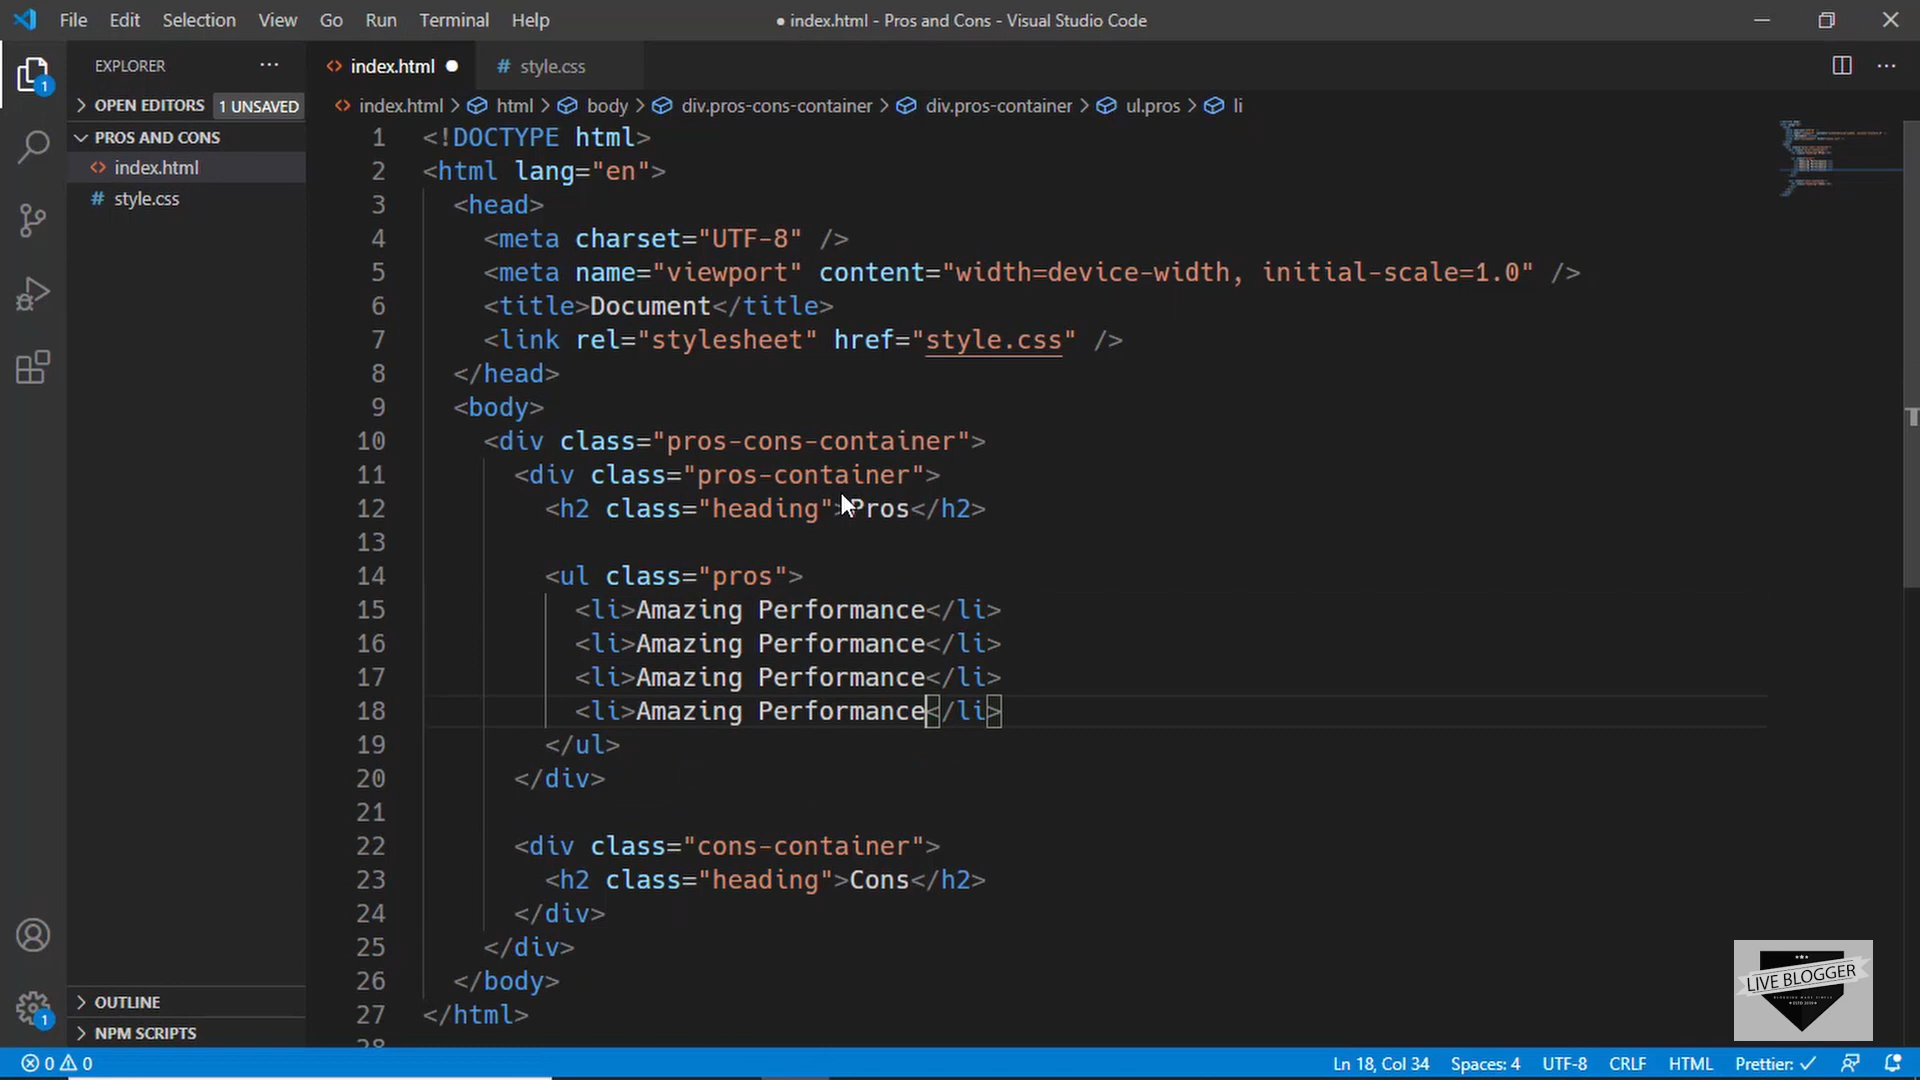 File Edit Selection View Go Run Terminal Help
● index.html - Pros and Cons - Visual Studio Code
EXPLORER ...
OPEN EDITORS 1 UNSAVED
PROS AND CONS
<> index.html
# style.css
OUTLINE
NPM SCRIPTS
1
1
<> index.html ●
# style.css
<> index.html > html > body > div.pros-cons-container > div.pros-container > ul.pros > li
1 <!DOCTYPE html>
2 <html lang="en">
3 <head>
4 <meta charset="UTF-8" />
5 <meta name="viewport" content="width=device-width, initial-scale=1.0" />
6 <title>Document</title>
7 <link rel="stylesheet" href="style.css" />
8 </head>
9 <body>
10 <div class="pros-cons-container">
11 <div class="pros-container">
12 <h2 class="heading">Pros</h2>
13
14 <ul class="pros">
15 <li>Amazing Performance</li>
16 <li>Amazing Performance</li>
17 <li>Amazing Performance</li>
18 <li>Amazing Performance</li>
19 </ul>
20 </div>
21
22 <div class="cons-container">
23 <h2 class="heading">Cons</h2>
24 </div>
25 </div>
26 </body>
27 </html>
28
LIVE BLOGGER
0 0
Ln 18, Col 34 Spaces: 4 UTF-8 CRLF HTML Prettier: ✓